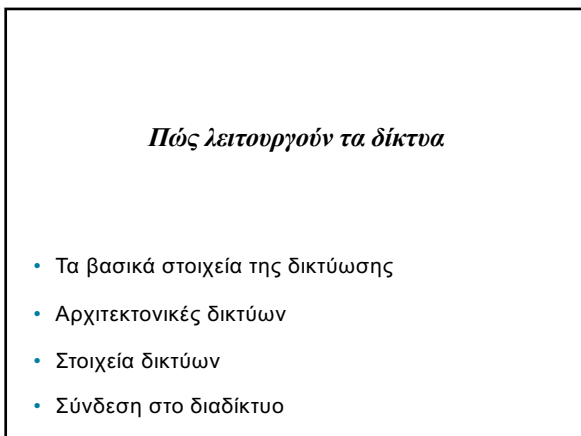 Πώς λειτουργούν τα δίκτυα
• Τα βασικά στοιχεία της δικτύωσης
• Αρχιτεκτονικές δικτύων
• Στοιχεία δικτύων
• Σύνδεση στο διαδίκτυο